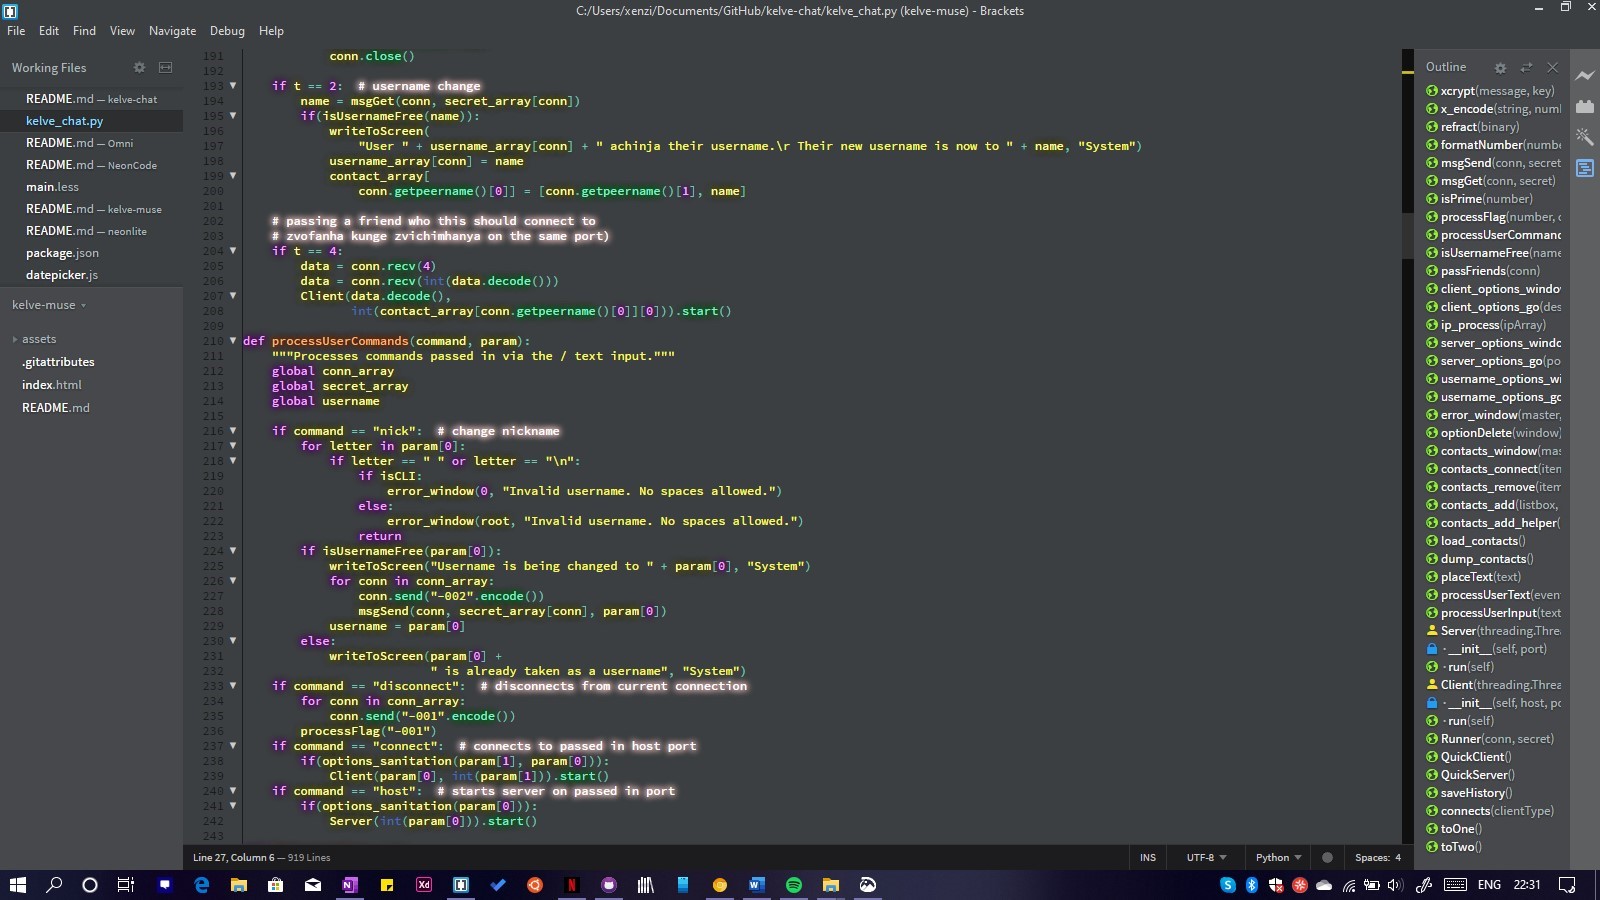 C:/Users/xenzi/Documents/GitHub/kelve-chat/kelve_chat.py (kelve-muse) - Brackets
File Edit Find View Navigate Debug Help
Working Files
README.md — kelve-chat
kelve_chat.py
README.md — Omni
README.md — NeonCode
main.less
README.md — kelve-muse
README.md — neonlite
package.json
datepicker.js
kelve-muse
assets
.gitattributes
index.html
README.md
191 conn.close()
192
193 if t == 2: # username change
194 name = msgGet(conn, secret_array[conn])
195 if(isUsernameFree(name)):
196 writeToScreen(
197 "User " + username_array[conn] + " achinja their username.\r Their new username is now to " + name, "System")
198 username_array[conn] = name
199 contact_array[
200 conn.getpeername()[0]] = [conn.getpeername()[1], name]
201
202 # passing a friend who this should connect to
203 # zvofanha kunge zvichimhanya on the same port)
204 if t == 4:
205 data = conn.recv(4)
206 data = conn.recv(int(data.decode()))
207 Client(data.decode(),
208 int(contact_array[conn.getpeername()[0]][0])).start()
209
210 def processUserCommands(command, param):
211 """Processes commands passed in via the / text input."""
212 global conn_array
213 global secret_array
214 global username
215
216 if command == "nick": # change nickname
217 for letter in param[0]:
218 if letter == " " or letter == "\n":
219 if isCLI:
220 error_window(0, "Invalid username. No spaces allowed.")
221 else:
222 error_window(root, "Invalid username. No spaces allowed.")
223 return
224 if isUsernameFree(param[0]):
225 writeToScreen("Username is being changed to " + param[0], "System")
226 for conn in conn_array:
227 conn.send("-002".encode())
228 msgSend(conn, secret_array[conn], param[0])
229 username = param[0]
230 else:
231 writeToScreen(param[0] +
232 " is already taken as a username", "System")
233 if command == "disconnect": # disconnects from current connection
234 for conn in conn_array:
235 conn.send("-001".encode())
236 processFlag("-001")
237 if command == "connect": # connects to passed in host port
238 if(options_sanitation(param[1], param[0])):
239 Client(param[0], int(param[1])).start()
240 if command == "host": # starts server on passed in port
241 if(options_sanitation(param[0])):
242 Server(int(param[0])).start()
243
Outline
xcrypt(message, key)
x_encode(string, numl
refract(binary)
formatNumber(numbe
msgSend(conn, secret
msgGet(conn, secret)
isPrime(number)
processFlag(number, c
processUserCommanc
isUsernameFree(name
passFriends(conn)
client_options_windo
client_options_go(des
ip_process(ipArray)
server_options_windc
server_options_go(po
username_options_wi
username_options_gc
error_window(master,
optionDelete(window)
contacts_window(mas
contacts_connect(iten
contacts_remove(item
contacts_add(listbox,
contacts_add_helper(
load_contacts()
dump_contacts()
placeText(text)
processUserText(even
processUserInput(text
Server(threading.Threa
__init__(self, port)
run(self)
Client(threading.Threa
__init__(self, host, pc
run(self)
Runner(conn, secret)
QuickClient()
QuickServer()
saveHistory()
connects(clientType)
toOne()
toTwo()
Line 27, Column 6 — 919 Lines
INS UTF-8 Python Spaces: 4
ENG 22:31